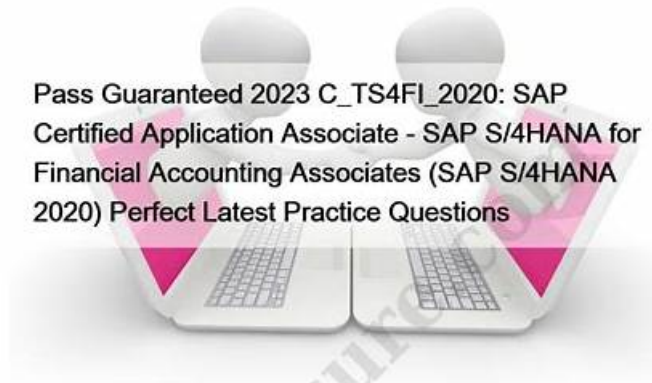 Pass Guaranteed 2023 C_TS4FI_2020: SAP
Certified Application Associate - SAP S/4HANA for
Financial Accounting Associates (SAP S/4HANA
2020) Perfect Latest Practice Questions